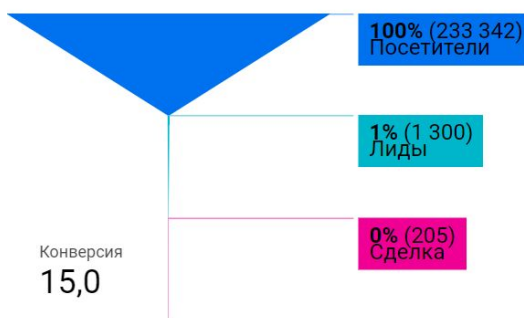 100% (233 342)
Посетители
1% (1 300)
Лиды
0% (205)
Сделка
Конверсия
15,0